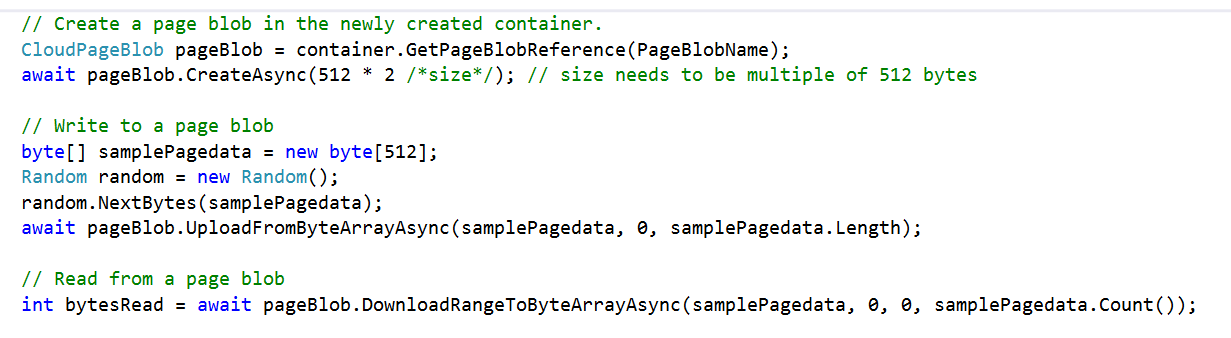 // Create a page blob in the newly created container.
CloudPageBlob pageBlob = container.GetPageBlobReference(PageBlobName);
await pageBlob.CreateAsync(512 * 2 /*size*/); // size needs to be multiple of 512 bytes
// Write to a page blob
byte[] samplePagedata = new byte[512];
Random random = new Random();
random.NextBytes(samplePagedata);
await pageBlob.UploadFromByteArrayAsync(samplePagedata, 0, samplePagedata.Length);
// Read from a page blob
int bytesRead = await pageBlob.DownloadRangeToByteArrayAsync(samplePagedata, 0, 0, samplePagedata.Count());